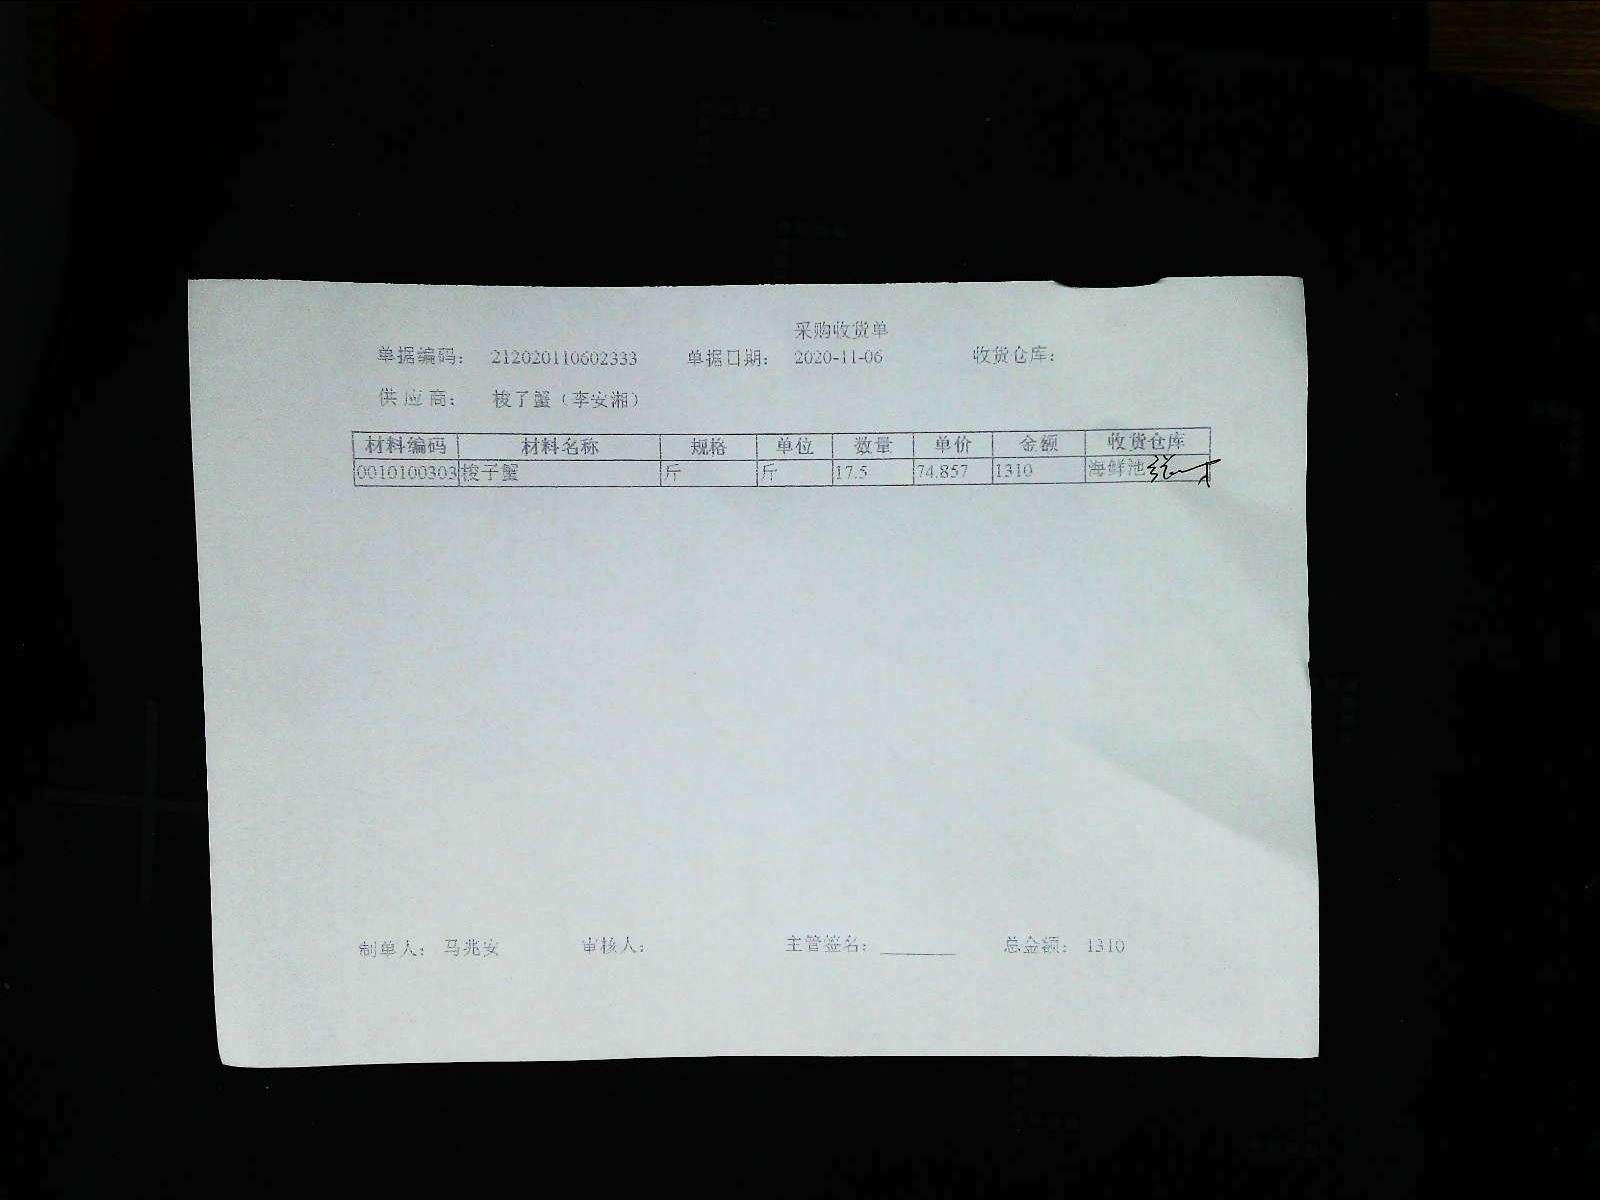 采购收货单
单据编码： 212020110602333 单据日期： 2020-11-06 收货仓库：
供应商： 梭子蟹（李安湘）
材料编码 材料名称 规格 单位 数量 单价 金额 收货仓库
0010100303 梭子蟹 斤 斤 17.5 74.857 1310 海鲜池
制单人： 马兆安 审核人： 主管签名： 总金额： 1310